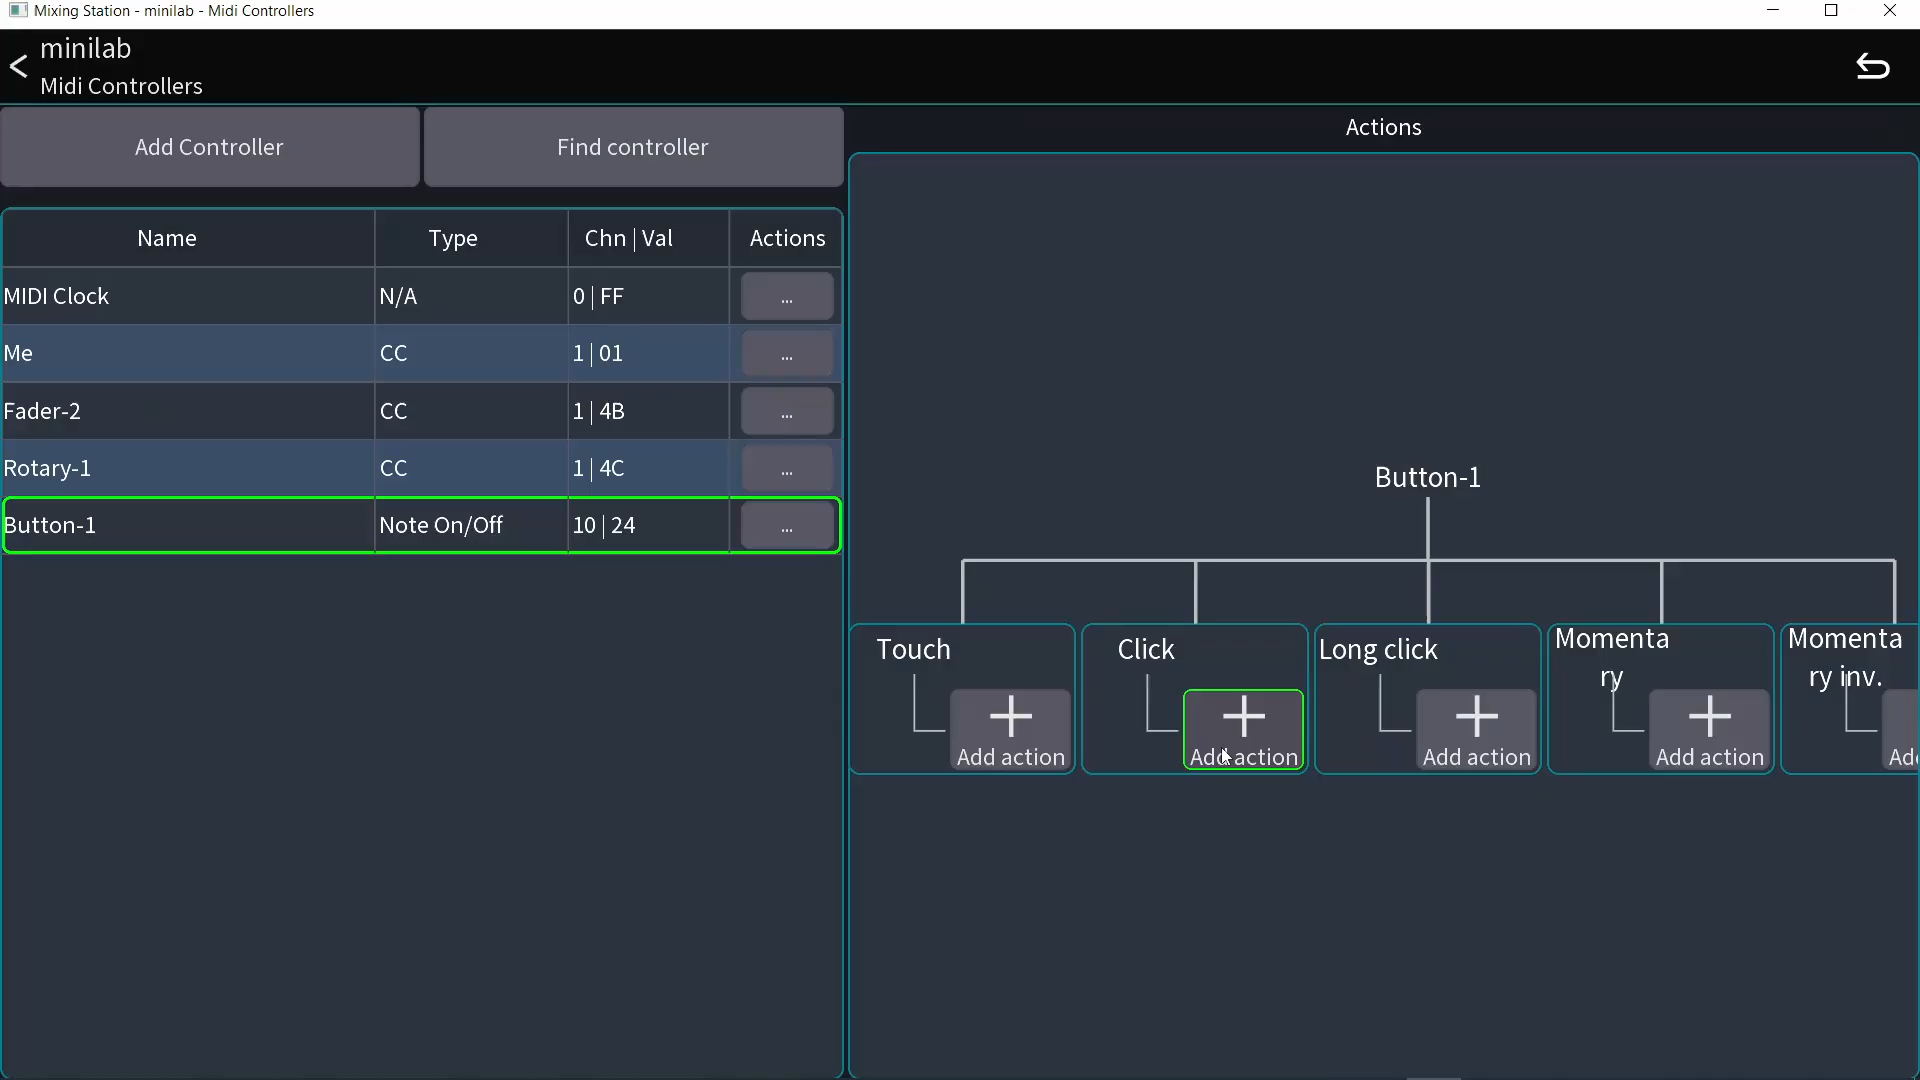 Mixing Station - minilab - Midi Controllers
minilab
Midi Controllers
Add Controller
Find controller
Actions
Name Type Chn | Val Actions
MIDI Clock N/A 0 | FF ...
Me CC 1 | 01 ...
Fader-2 CC 1 | 4B ...
Rotary-1 CC 1 | 4C ...
Button-1 Note On/Off 10 | 24 ...
Button-1
Touch
Add action
Click
Add action
Long click
Add action
Momenta
ry
Add action
Momenta
ry inv.